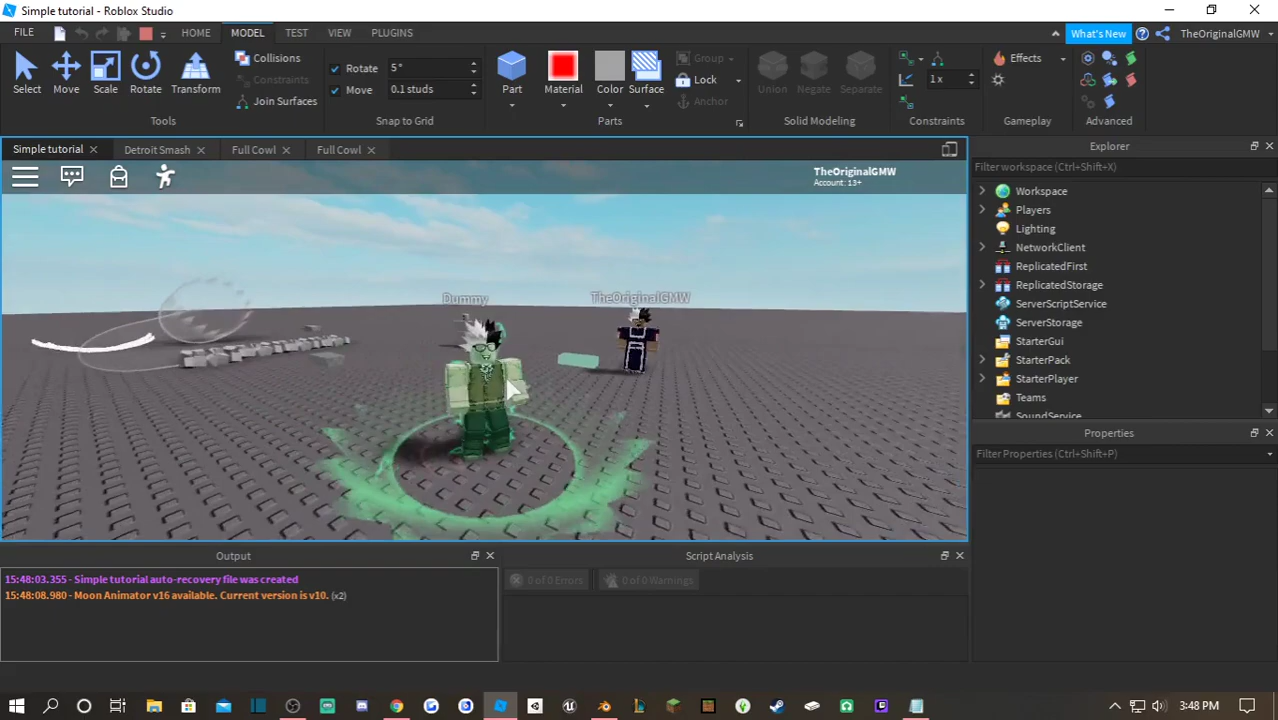 Simple tutorial - Roblox Studio
FILE HOME MODEL TEST VIEW PLUGINS What's New TheOriginalGMW
Select Move Scale Rotate Transform
Collisions
Constraints
Join Surfaces
Rotate 5°
Move 0.1 studs
Part Material Color Surface
Group
Lock
Anchor
Union Negate Separate
1 x
Effects
Tools Snap to Grid Parts Solid Modeling Constraints Gameplay Advanced
Simple tutorial Detroit Smash Full Cowl Full Cowl
TheOriginalGMW
Account: 13+
Dummy
TheOriginalGMW
Explorer
Filter workspace (Ctrl+Shift+X)
Workspace
Players
Lighting
NetworkClient
ReplicatedFirst
ReplicatedStorage
ServerScriptService
ServerStorage
StarterGui
StarterPack
StarterPlayer
Teams
SoundService
Properties
Filter Properties (Ctrl+Shift+P)
Output
15:48:03.355 - Simple tutorial auto-recovery file was created
15:48:08.980 - Moon Animator v16 available. Current version is v10. (x2)
Script Analysis
0 of 0 Errors 0 of 0 Warnings
3:48 PM